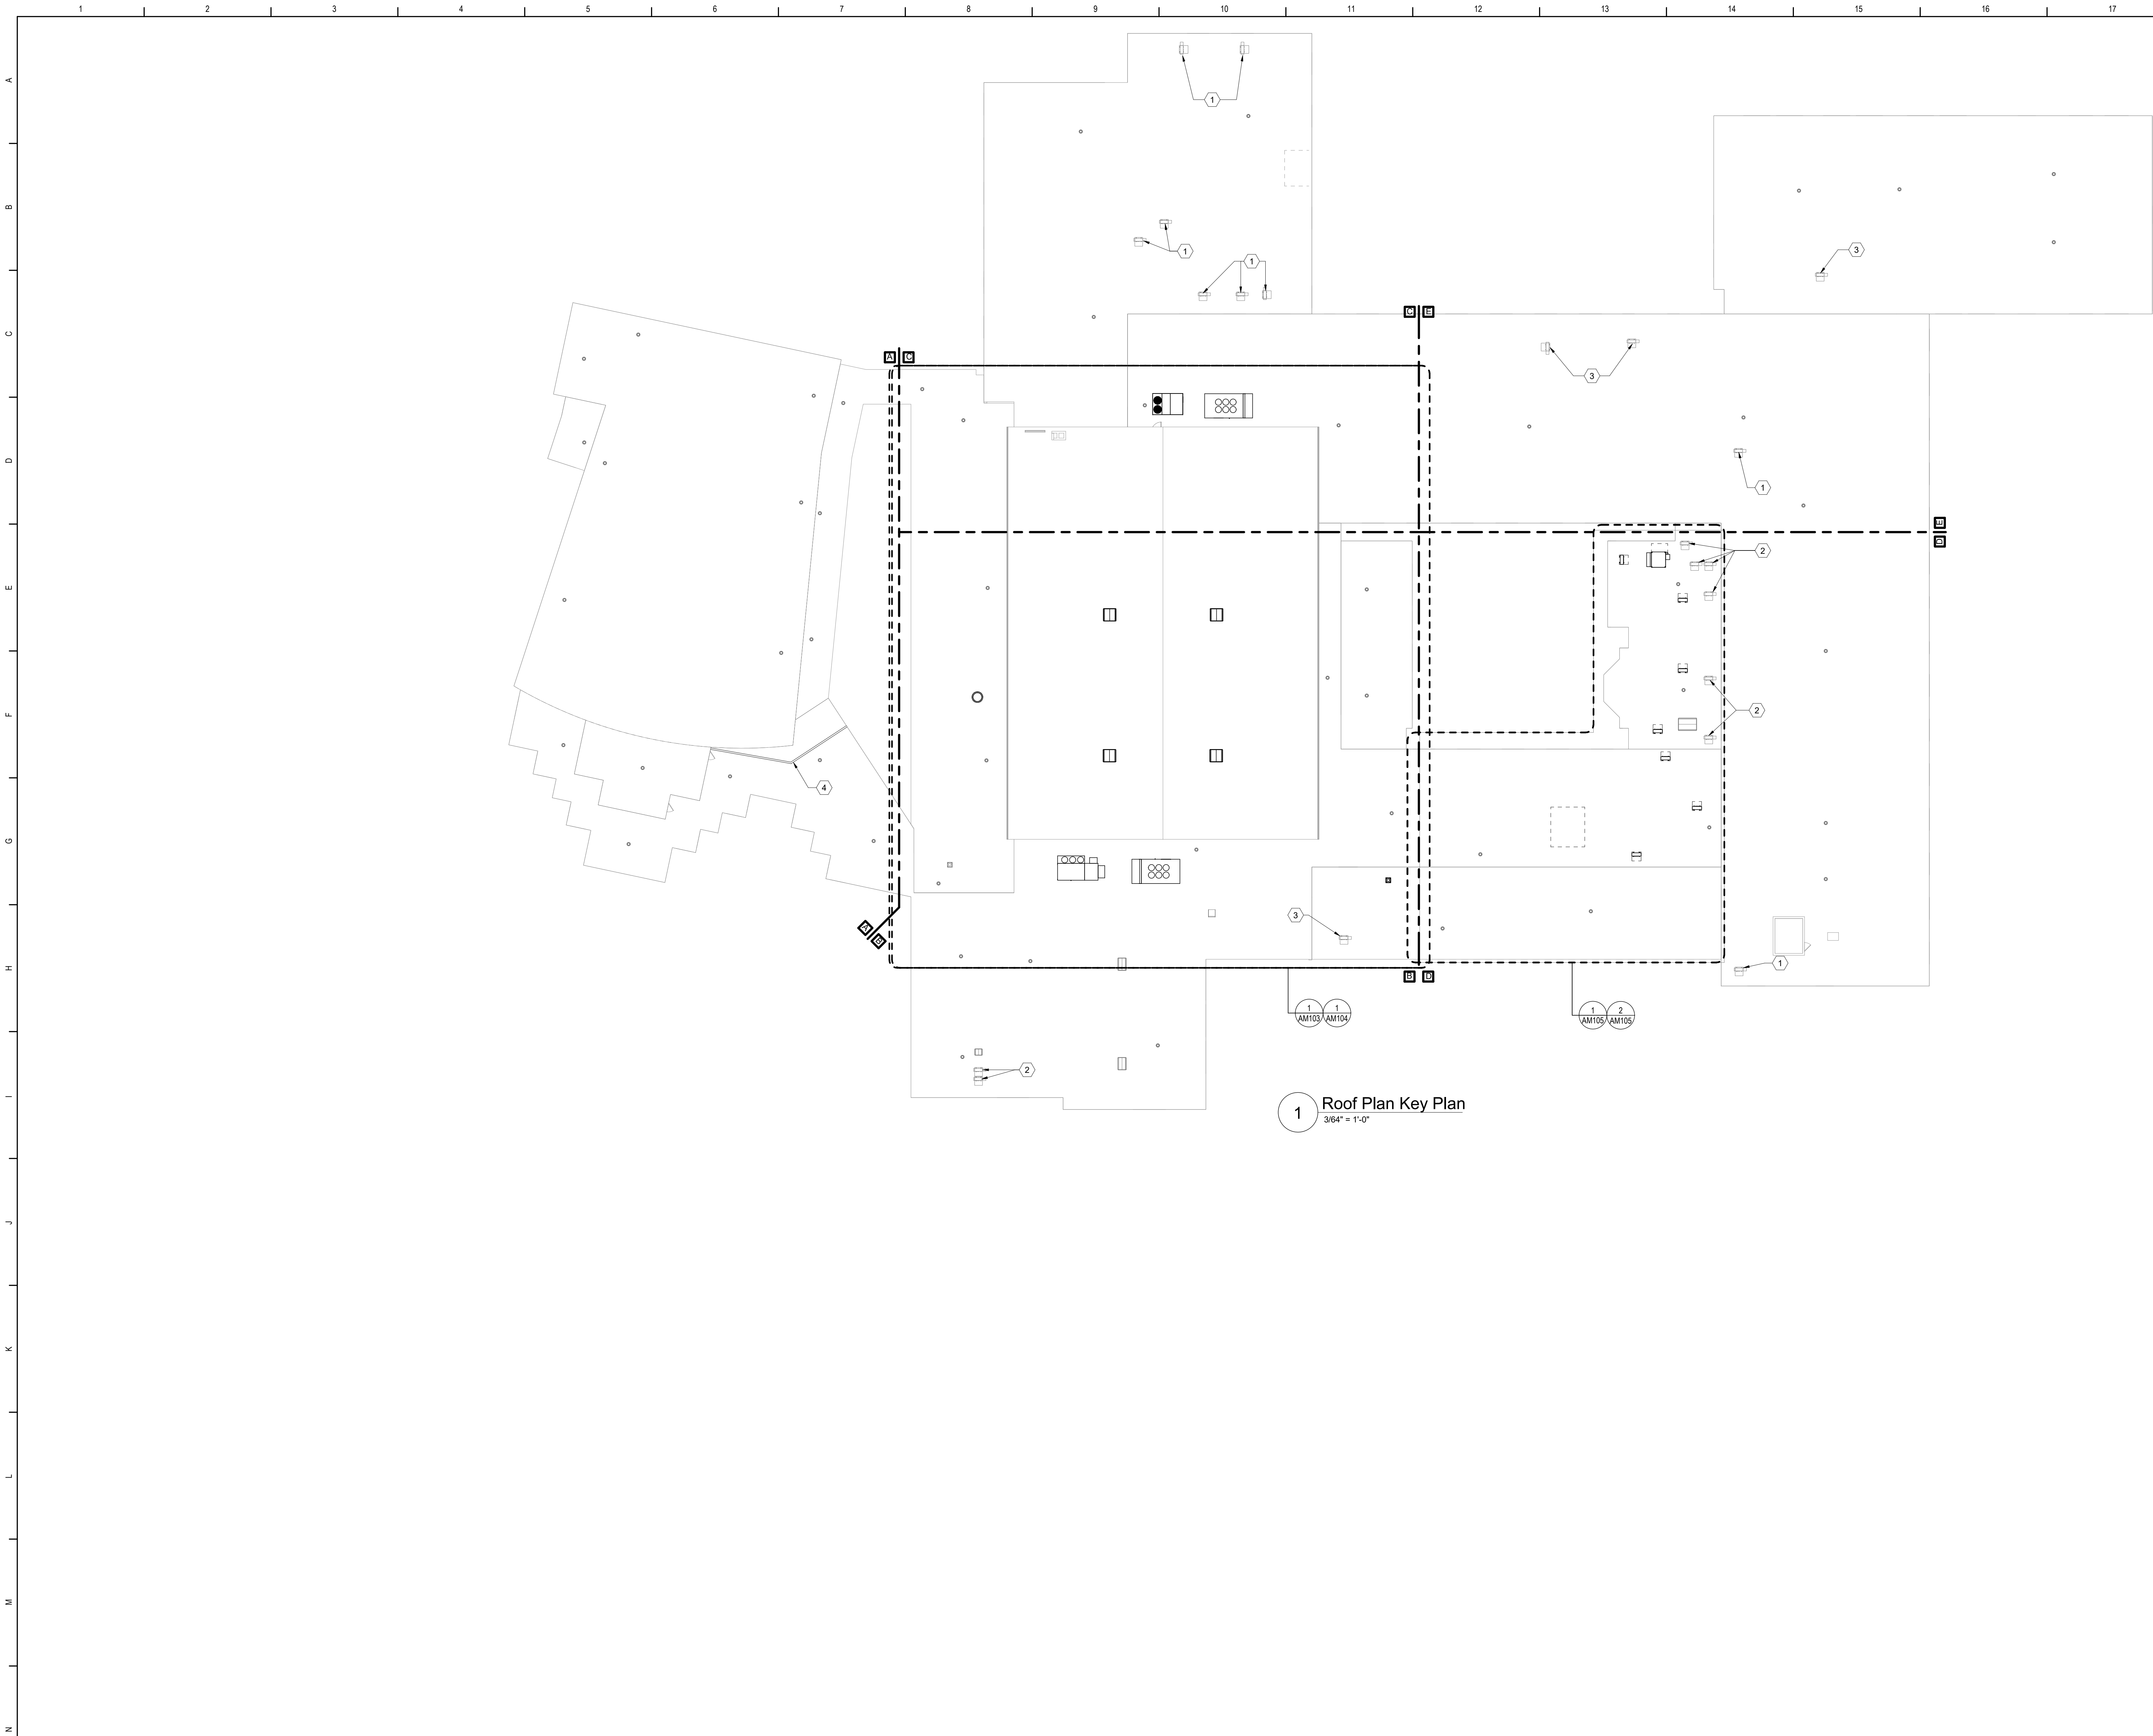 1 2 3 4 5 6 7 8 9 10 11 12 13 14 15 16 17
A
B
C
D
E
F
G
H
I
J
K
L
M
N
1
1
1
3
C E
A C
3
1
E
D
2
2
4
3
A
B
B D
1
1 AM103
1 AM104
1 AM105
2 AM105
2
1 Roof Plan Key Plan
3/64" = 1'-0"